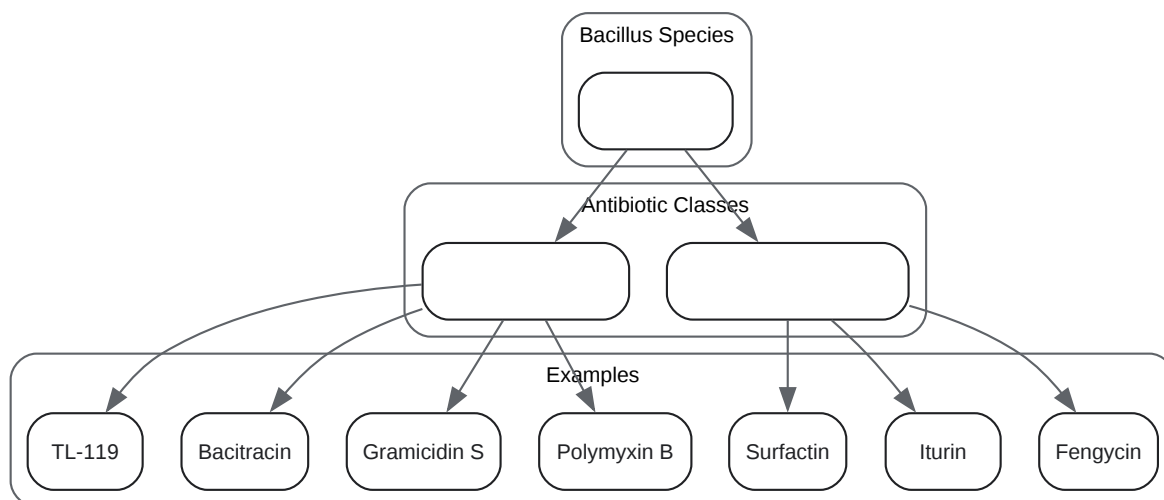 Bacillus Species
Antibiotic Classes
Examples
TL-119
Bacitracin
Gramicidin S
Polymyxin B
Surfactin
Iturin
Fengycin